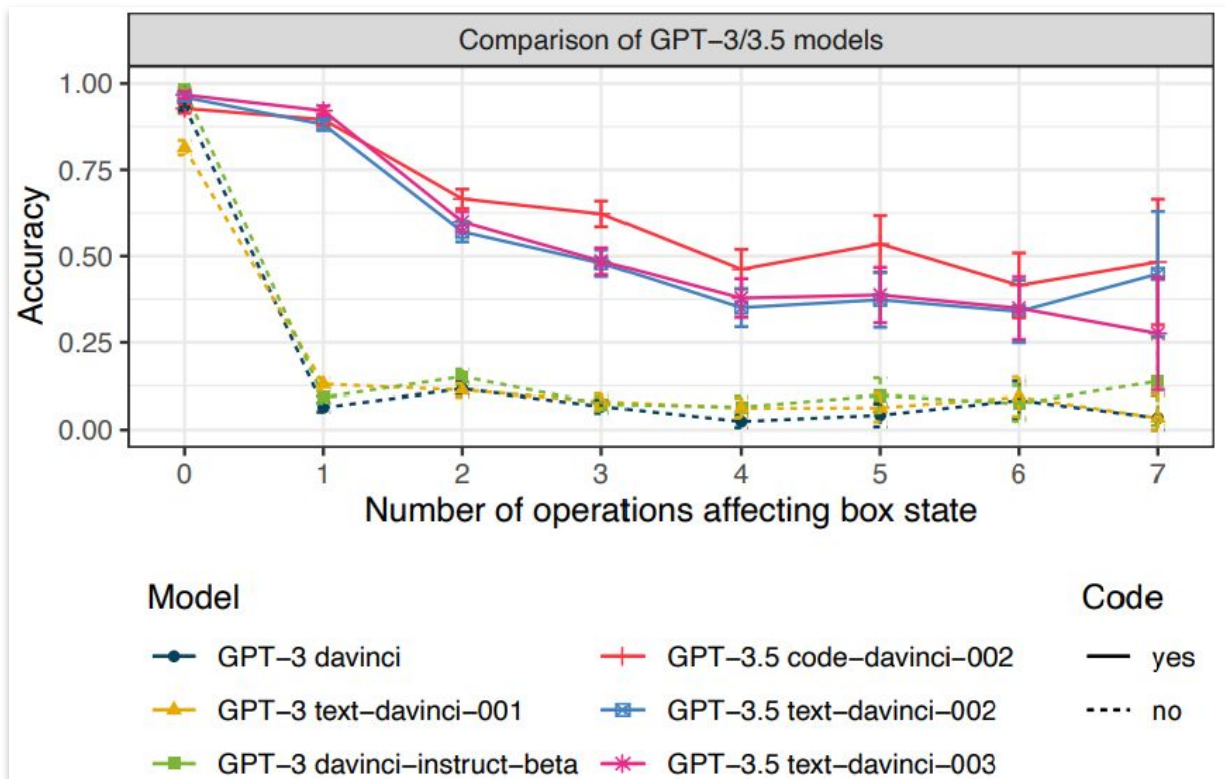 Comparison of GPT−3/3.5 models
1.00
0.75
0.50
0.25
0.00
Accuracy
0 1 2 3 4 5 6 7
Number of operations affecting box state
Model
GPT−3 davinci
GPT−3 text−davinci−001
GPT−3 davinci−instruct−beta
GPT−3.5 code−davinci−002
GPT−3.5 text−davinci−002
GPT−3.5 text−davinci−003
Code
yes
no